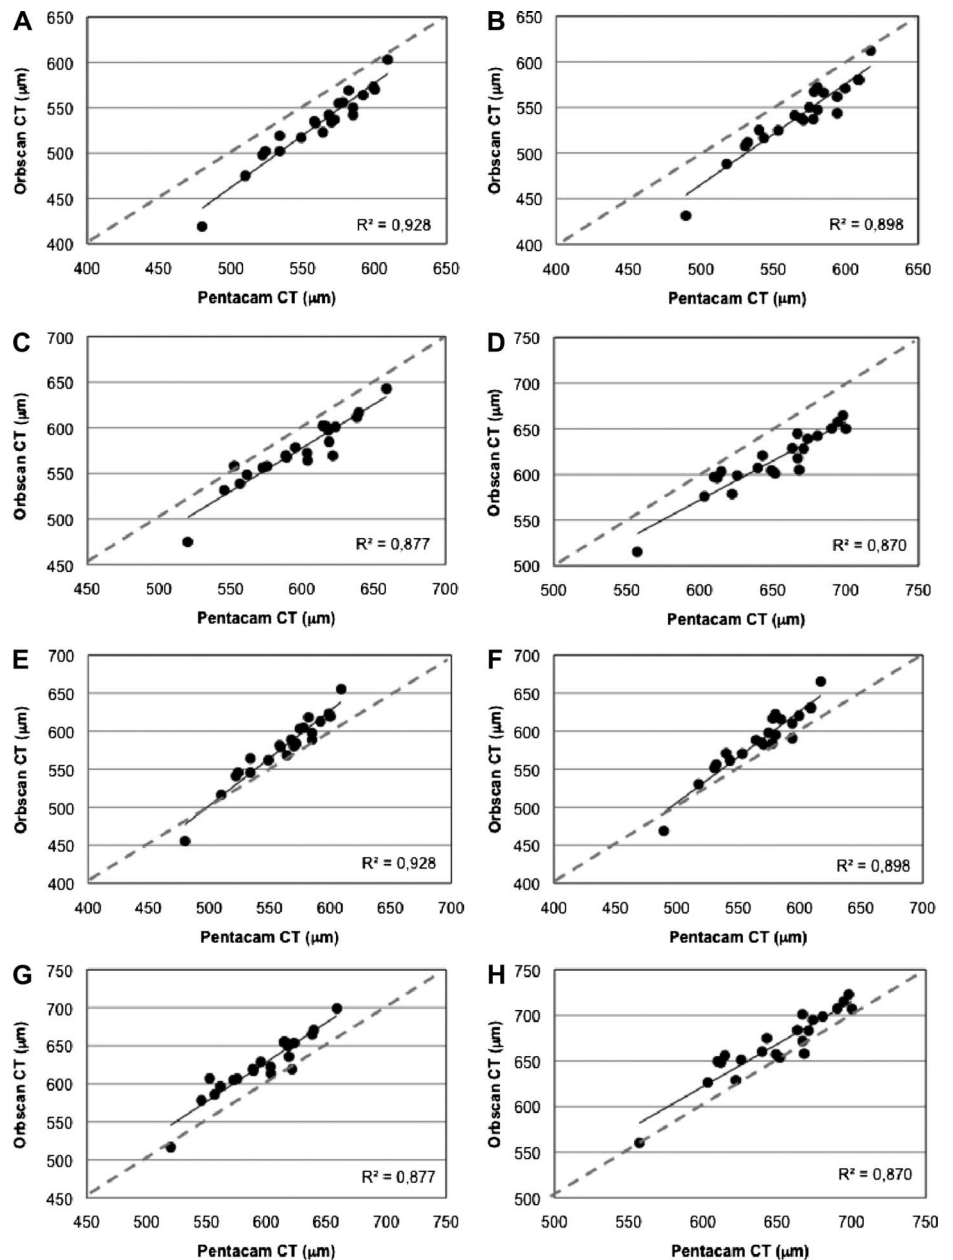 A
650
600
550
500
450
400
Orbscan CT (μm)
R² = 0,928
400 450 500 550 600 650
Pentacam CT (μm)
B
650
600
550
500
450
400
Orbscan CT (μm)
R² = 0,898
400 450 500 550 600 650
Pentacam CT (μm)
C
700
650
600
550
500
450
Orbscan CT (μm)
R² = 0,877
450 500 550 600 650 700
Pentacam CT (μm)
D
750
700
650
600
550
500
Orbscan CT (μm)
R² = 0,870
500 550 600 650 700 750
Pentacam CT (μm)
E
700
650
600
550
500
450
400
Orbscan CT (μm)
R² = 0,928
400 450 500 550 600 650 700
Pentacam CT (μm)
F
700
650
600
550
500
450
400
Orbscan CT (μm)
R² = 0,898
400 450 500 550 600 650 700
Pentacam CT (μm)
G
750
700
650
600
550
500
450
Orbscan CT (μm)
R² = 0,877
450 500 550 600 650 700 750
Pentacam CT (μm)
H
750
700
650
600
550
500
Orbscan CT (μm)
R² = 0,870
500 550 600 650 700 750
Pentacam CT (μm)